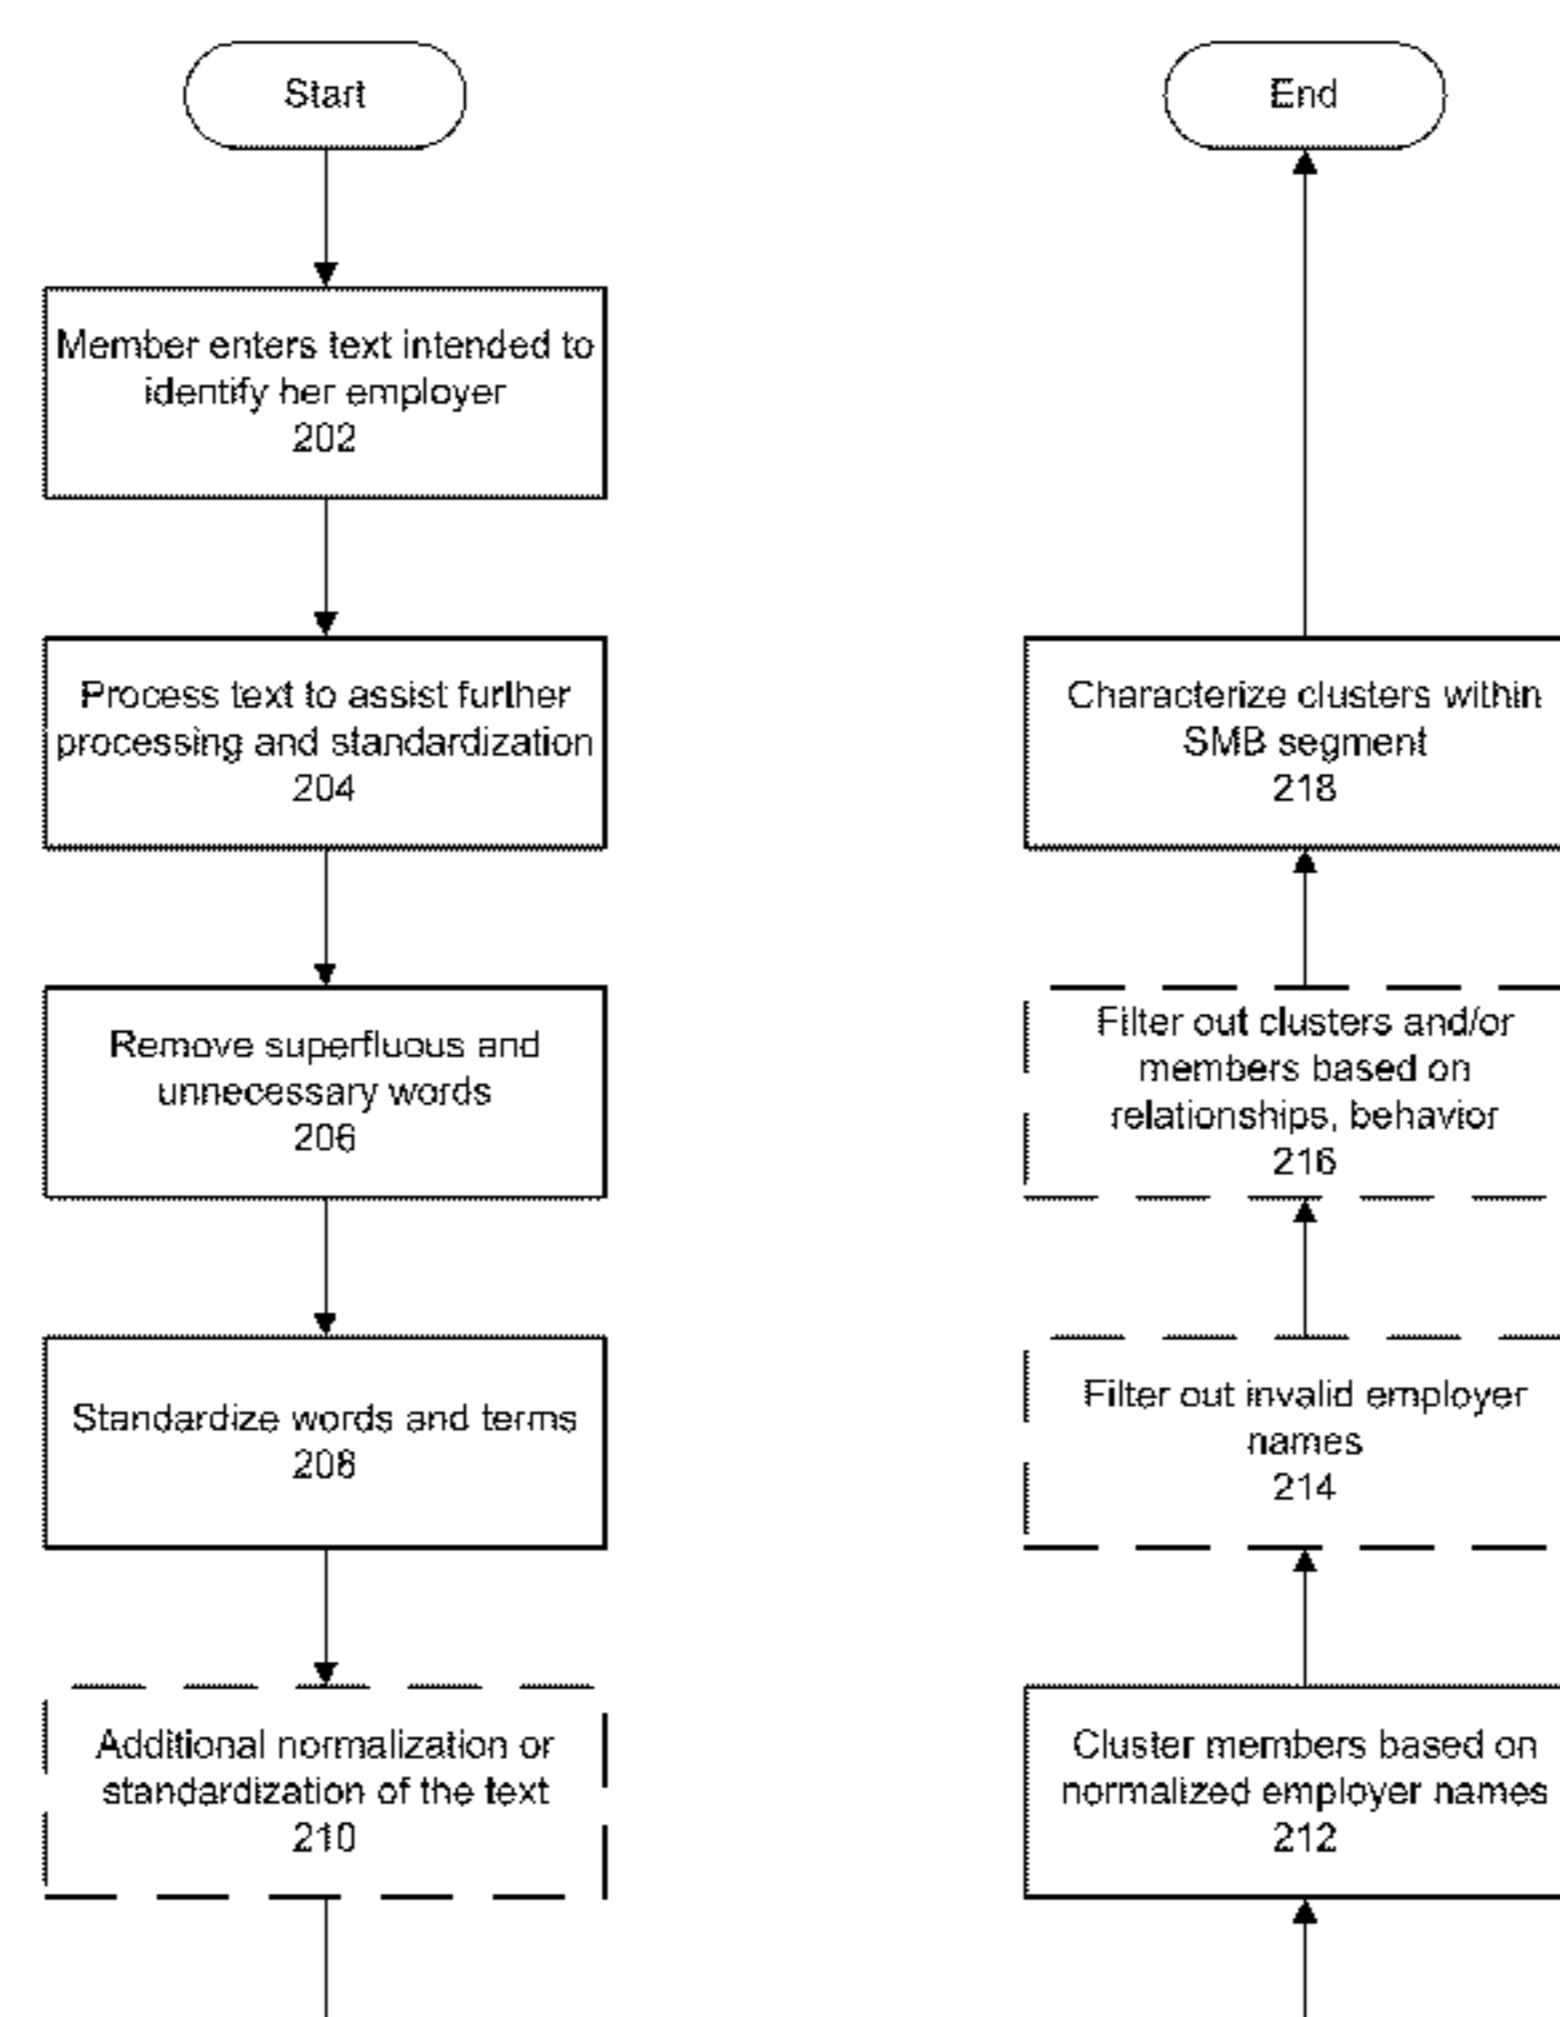 Start
Member enters text intended to
identify her employer
202
Process text to assist further
processing and standardization
204
Remove superfluous and
unnecessary words
206
Standardize words and terms
208
Additional normalization or
standardization of the text
210
End
Characterize clusters within
SMB segment
218
Filter out clusters and/or
members based on
relationships, behavior
216
Filter out invalid employer
names
214
Cluster members based on
normalized employer names
212